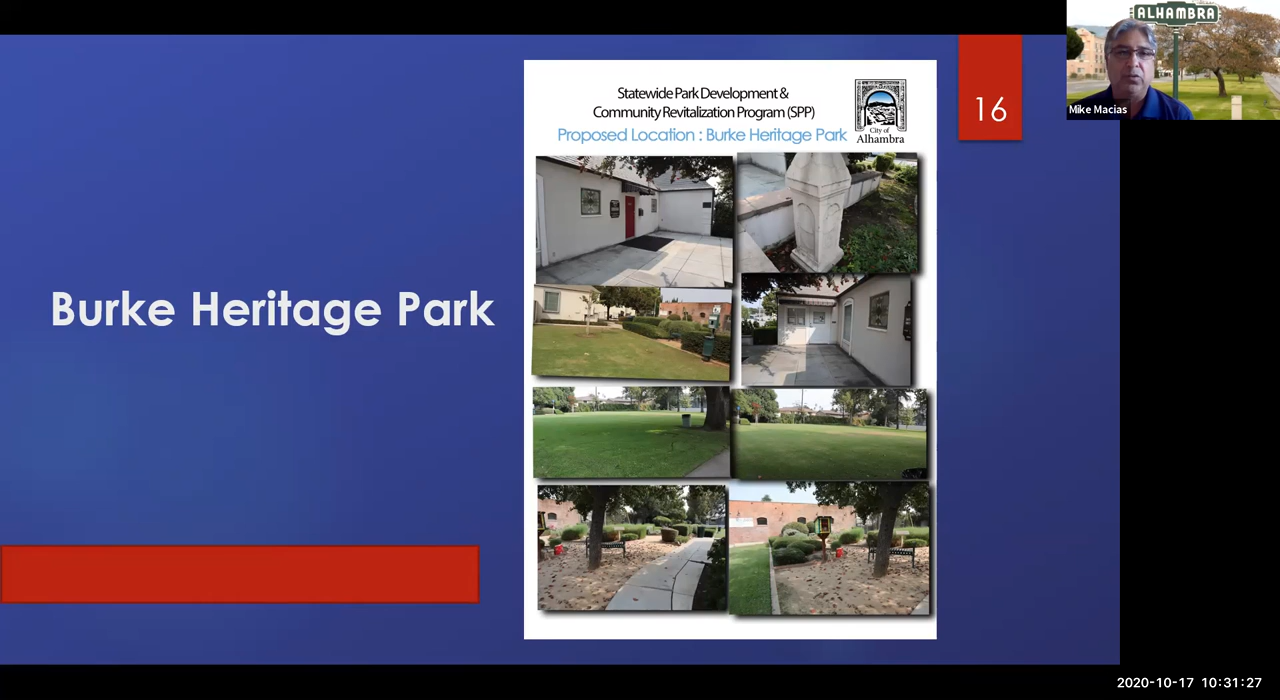 ALHAMBRA
Mike Macias
16
Statewide Park Development &
Community Revitalization Program (SPP)
Proposed Location : Burke Heritage Park
City of
Alhambra
Burke Heritage Park
2020-10-17 10:31:27